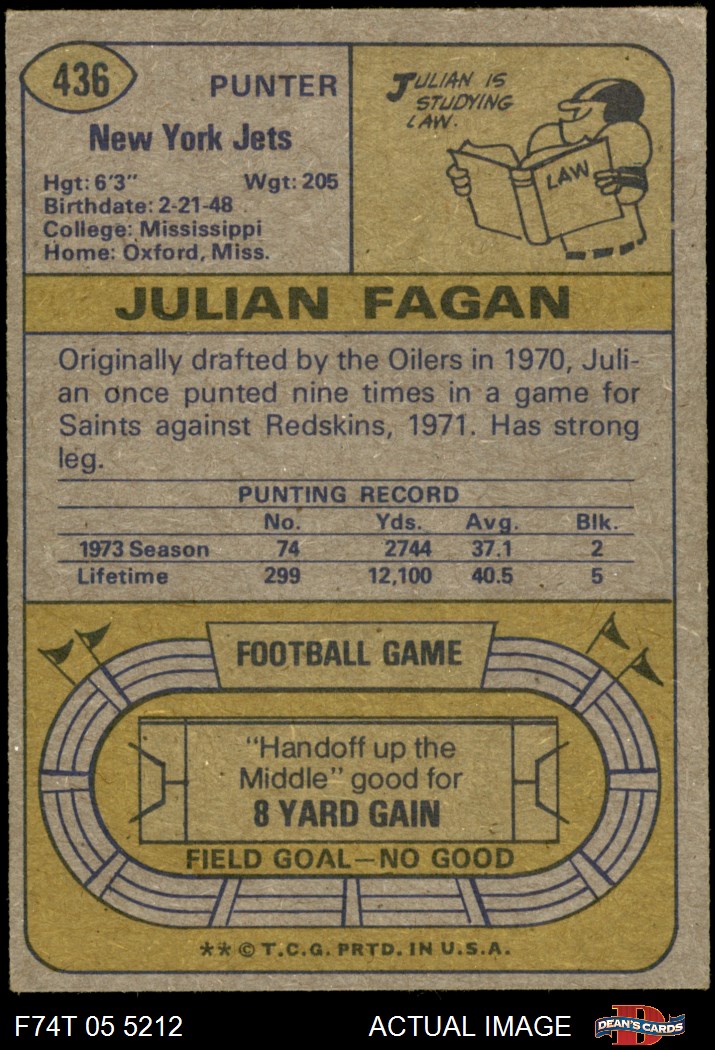 436
PUNTER
New York Jets
Hgt: 6'3" Wgt: 205
Birthdate: 2-21-48
College: Mississippi
Home: Oxford, Miss.
JULIAN IS
STUDYING
LAW.
LAW
JULIAN FAGAN
Originally drafted by the Oilers in 1970, Juli-
an once punted nine times in a game for
Saints against Redskins, 1971. Has strong
leg.
PUNTING RECORD
No. Yds. Avg. Blk.
1973 Season 74 2744 37.1 2
Lifetime 299 12,100 40.5 5
FOOTBALL GAME
"Handoff up the
Middle" good for
8 YARD GAIN
FIELD GOAL—NO GOOD
**© T.C.G. PRTD. IN U.S.A.
F74T 05 5212 ACTUAL IMAGE
D
DEAN'S CARDS